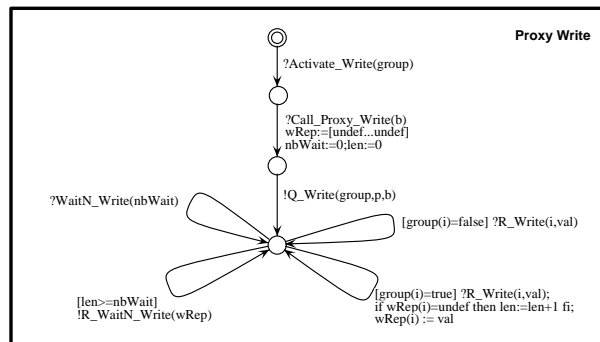 Proxy Write
?Activate_Write(group)
?Call_Proxy_Write(b)
wRep:=[undef...undef]
nbWait:=0;len:=0
!Q_Write(group,p,b)
?WaitN_Write(nbWait)
[group(i)=false] ?R_Write(i,val)
[len>=nbWait]
!R_WaitN_Write(wRep)
[group(i)=true] ?R_Write(i,val);
if wRep(i)=undef then len:=len+1 fi;
wRep(i) := val